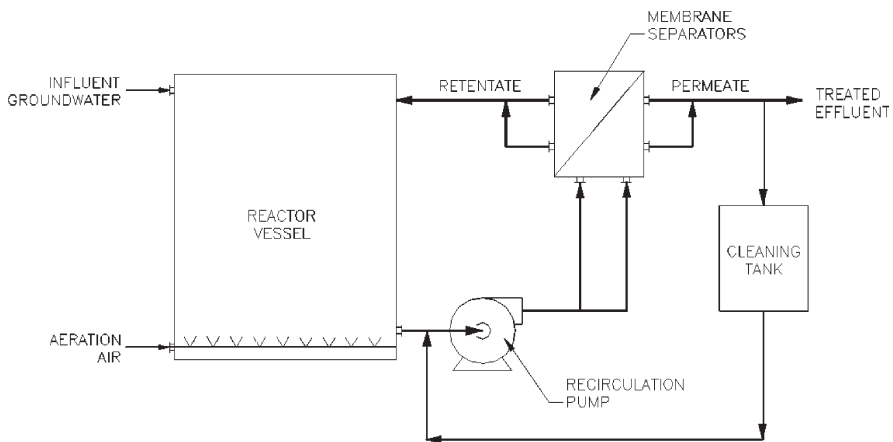 MEMBRANE
SEPARATORS
INFLUENT
GROUNDWATER
RETENTATE
PERMEATE
TREATED
EFFLUENT
REACTOR
VESSEL
CLEANING
TANK
AERATION
AIR
RECIRCULATION
PUMP